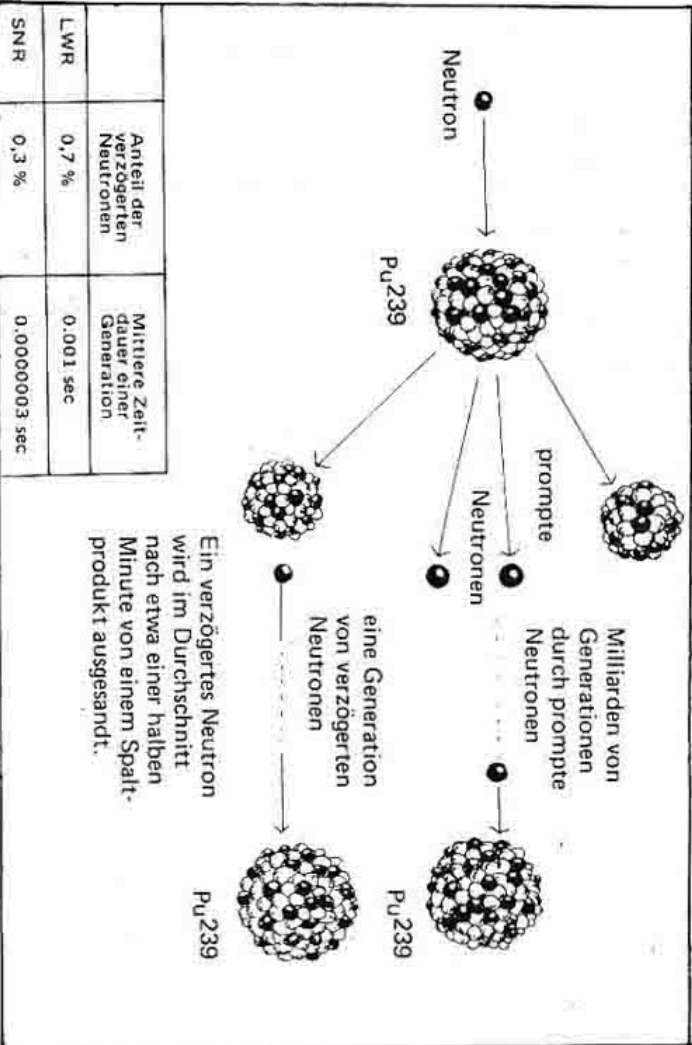 Neutron
Pu239
prompte
Neutronen
Milliarden von
Generationen
durch prompte
Neutronen
Pu239
eine Generation
von verzögerten
Neutronen
Pu239
Ein verzögertes Neutron
wird im Durchschnitt
nach etwa einer halben
Minute von einem Spalt-
produkt ausgesandt.
Anteil der
verzögerten
Neutronen
Mittlere Zeit-
dauer einer
Generation
LWR 0,7 % 0.001 sec
SNR 0,3 % 0.0000003 sec